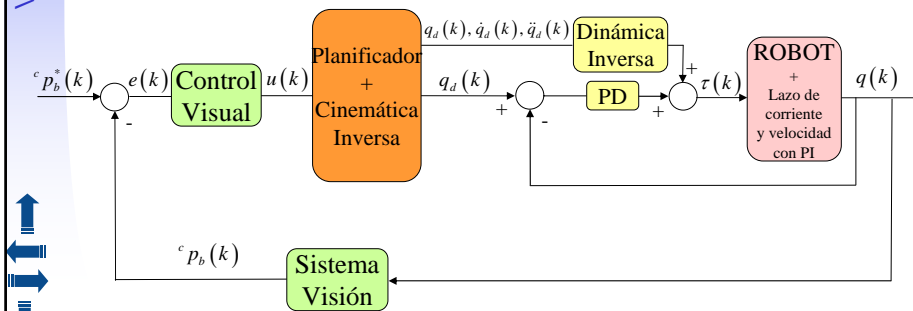 q_d(k), q̇_d(k), q̈_d(k)
Dinámica
Inversa
Planificador
+
Cinemática
Inversa
ROBOT
+
Lazo de
corriente
y velocidad
con PI
^c p_b^*(k)
e(k)
Control
Visual
u(k)
q_d(k)
PD
τ(k)
q(k)
+
+
+
-
-
^c p_b(k)
Sistema
Visión